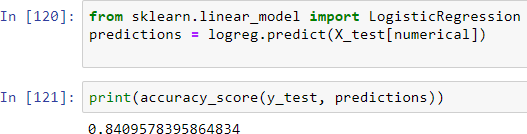 In [120]: from sklearn.linear_model import LogisticRegression
predictions = logreg.predict(X_test[numerical])
In [121]: print(accuracy_score(y_test, predictions))
0.8409578395864834